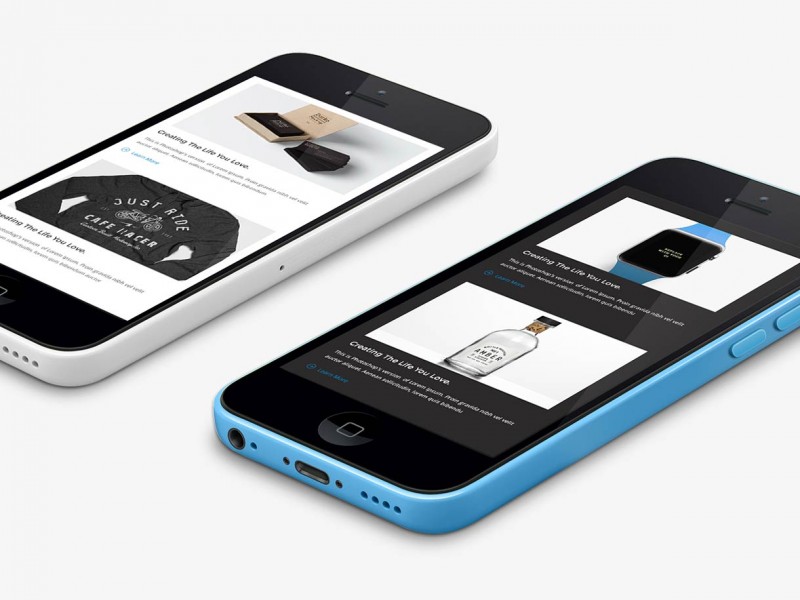 Creating The Life You Love.
This is Photoshop's version of Lorem Ipsum. Proin gravida nibh vel velit
auctor aliquet. Aenean sollicitudin, lorem quis bibendum
Learn More
JUST RIDE
CAFE RACER
The Life You Love.
Photoshop's version of Lorem Ipsum. Proin gravida nibh vel velit
Aenean sollicitudin, lorem quis bibendum
REPLACE
WITH YOUR
UI
Creating The Life You Love.
This is Photoshop's version of Lorem Ipsum. Proin gravida nibh vel velit
auctor aliquet. Aenean sollicitudin, lorem quis bibendum
Learn More
AMBER
Creating The Life You Love.
This is Photoshop's version of Lorem Ipsum. Proin gravida nibh vel velit
auctor aliquet. Aenean sollicitudin, lorem quis bibendum
Learn More